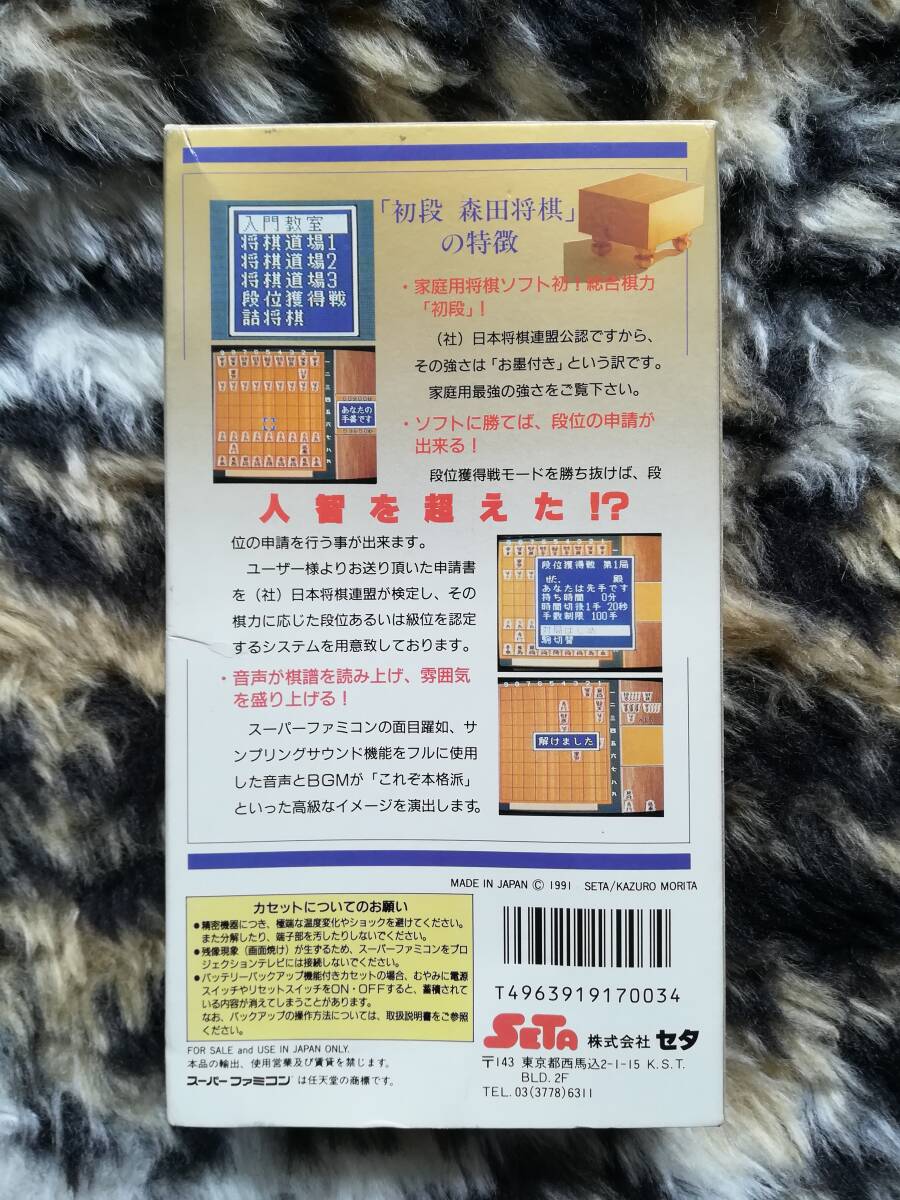 「初段 森田将棋」
の特徴
入門教室
将棋道場1
将棋道場2
将棋道場3
段位獲得戦
詰将棋
・家庭用将棋ソフト初！総合棋力
「初段」！
（社）日本将棋連盟公認ですから、
その強さは「お墨付き」という訳です。
家庭用最強の強さをご覧下さい。
あなたの
手番です
・ソフトに勝てば、段位の申請が
出来る！
段位獲得戦モードを勝ち抜けば、段
人智を超えた!?
位の申請を行う事が出来ます。
ユーザー様よりお送り頂いた申請書
を（社）日本将棋連盟が検定し、その
棋力に応じた段位あるいは級位を認定
するシステムを用意致しております。
段位獲得戦 第1局
殿
あなたは先手です
持ち時間 0分
時間切後1手 20秒
手数制限 100手
対局はじめ
駒切替
・音声が棋譜を読み上げ、雰囲気
を盛り上げる！
スーパーファミコンの面目躍如、サ
ンプリングサウンド機能をフルに使用
した音声とBGMが「これぞ本格派」
といった高級なイメージを演出します。
解けました
MADE IN JAPAN © 1991 SETA/KAZURO MORITA
カセットについてのお願い
●精密機器につき、極端な温度変化やショックを避けてください。
また分解したり、端子部を汚したりしないでください。
●残像現象（画面焼け）が生ずるため、スーパーファミコンをプロ
ジェクションテレビには接続しないでください。
●バッテリーバックアップ機能付きカセットの場合、むやみに電源
スイッチやリセットスイッチをON・OFFすると、蓄積されて
いる内容が消えてしまうことがあります。
なお、バックアップの操作方法については、取扱説明書をご参照
ください。
FOR SALE and USE IN JAPAN ONLY.
本品の輸出、使用営業及び賃貸を禁じます。
スーパーファミコンは任天堂の商標です。
T4963919170034
SETA 株式会社 セタ
〒143 東京都西馬込2-1-15 K.S.T.
BLD. 2F
TEL. 03(3778)6311